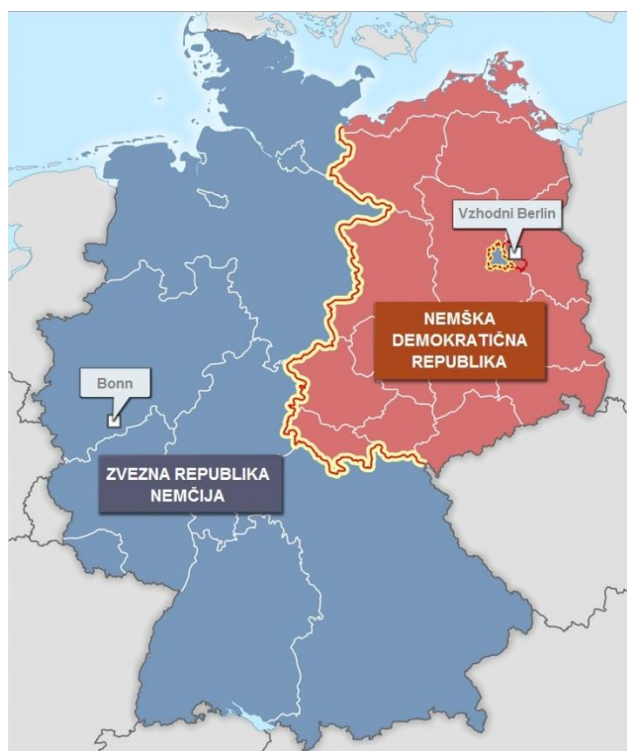 Vzhodni Berlin
NEMŠKA
DEMOKRATIČNA
REPUBLIKA
Bonn
ZVEZNA REPUBLIKA
NEMČIJA